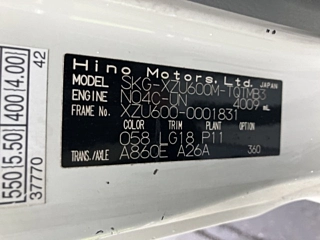 Hino Motors, Ltd. JAPAN
MODEL SKG-XZU600M-TQTMB3
ENGINE N04C-UN 4009 ML
FRAME NO. XZU600-0001831
COLOR TRIM PLANT OPTION
058 LG18 P11
TRANS./AXLE A860E A26A 360
550(5.50) 400(4.00)
37770 42